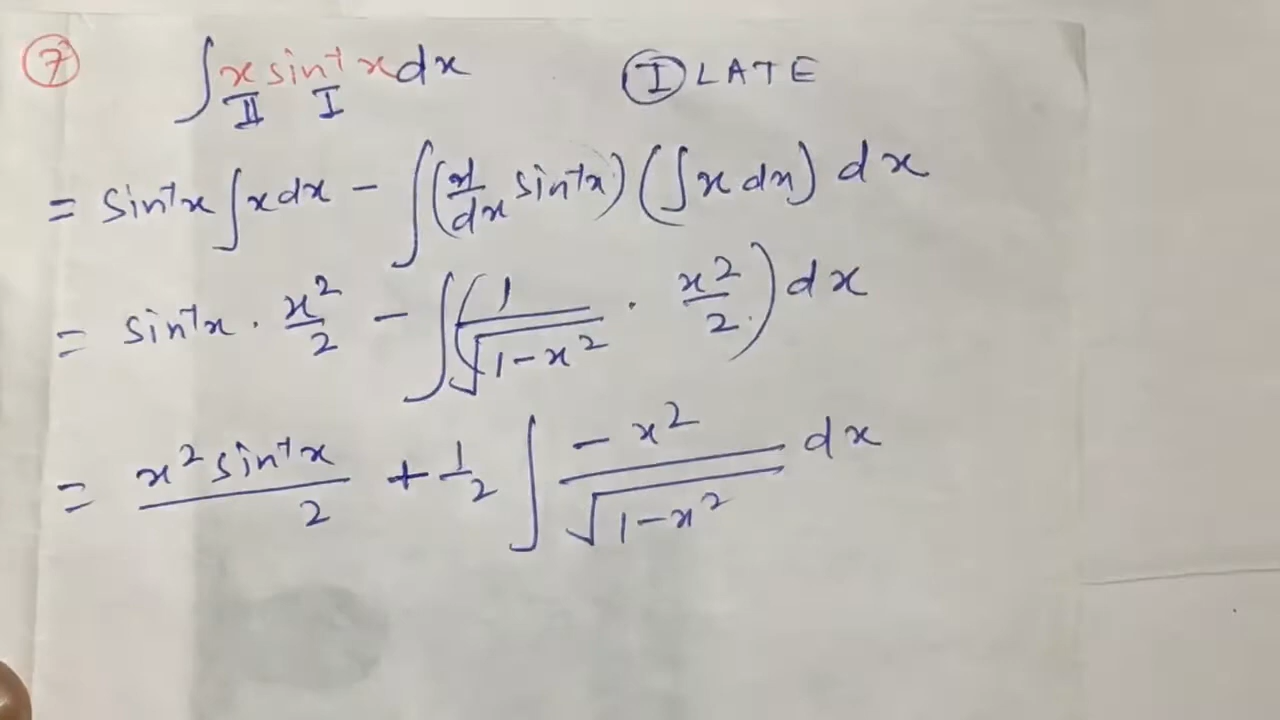 ⑦ ∫ x sin⁻¹x dx Ⓘ L A T E
II I
= sin⁻¹x ∫ x dx − ∫ (d/dx sin⁻¹x) (∫ x dx) dx
= sin⁻¹x · x²/2 − ∫ (1/√(1−x²) · x²/2) dx
= x² sin⁻¹x / 2 + 1/2 ∫ −x²/√(1−x²) dx